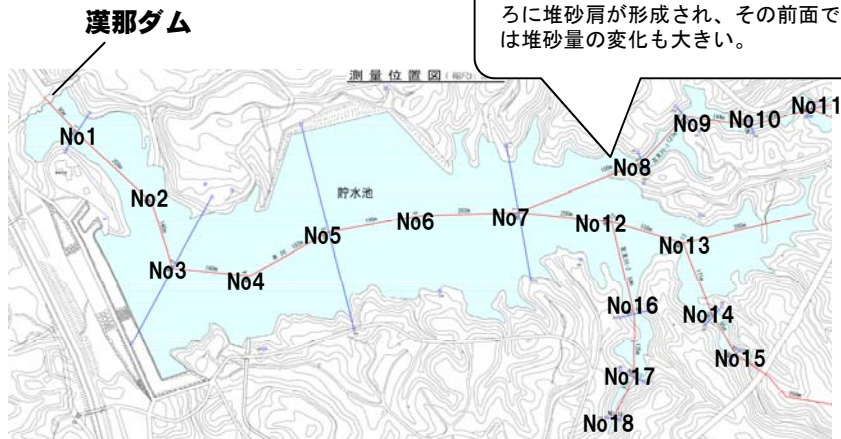 漢那ダム
ろに堆砂肩が形成され、その前面で
は堆砂量の変化も大きい。
測量位置図
No11
No10
No9
No1
No8
No2
貯水池
No6
No7
No12
No5
No13
No3
No4
No16
No14
No15
No17
No18